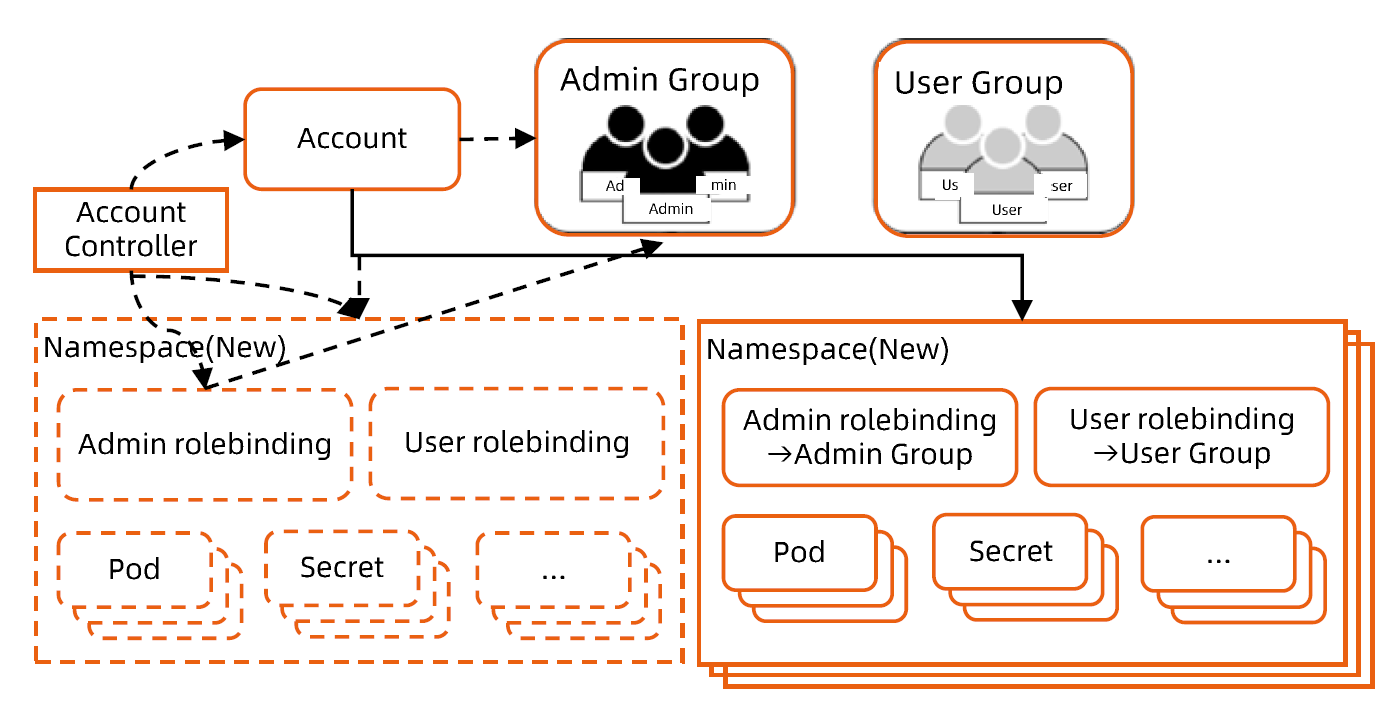 Admin Group
User Group
Account
Ad
min
Admin
Us
ser
User
Account
Controller
Namespace(New)
Admin rolebinding
User rolebinding
Pod
Secret
...
Namespace(New)
Admin rolebinding
→Admin Group
User rolebinding
→User Group
Pod
Secret
...